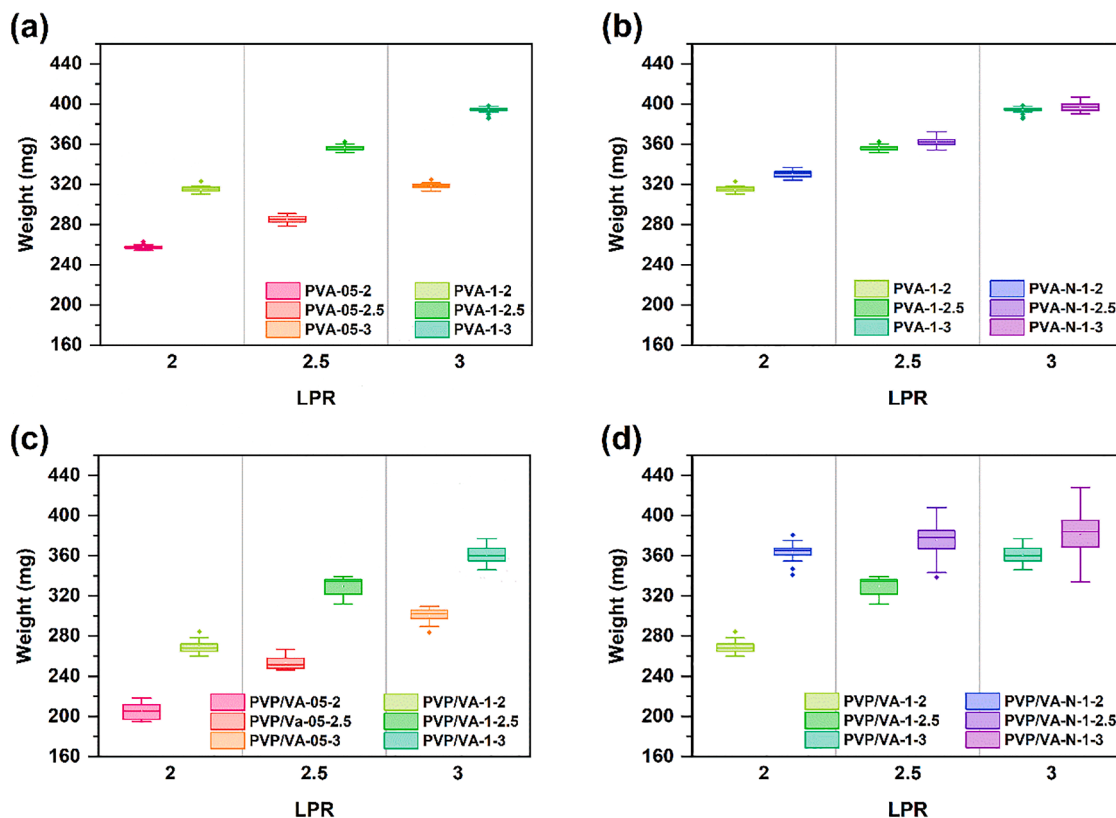 (a)
Weight (mg)
440
400
360
320
280
240
200
160
PVA-05-2
PVA-05-2.5
PVA-05-3
PVA-1-2
PVA-1-2.5
PVA-1-3
2 2.5 3
LPR
(b)
Weight (mg)
440
400
360
320
280
240
200
160
PVA-1-2
PVA-1-2.5
PVA-1-3
PVA-N-1-2
PVA-N-1-2.5
PVA-N-1-3
2 2.5 3
LPR
(c)
Weight (mg)
440
400
360
320
280
240
200
160
PVP/VA-05-2
PVP/Va-05-2.5
PVP/VA-05-3
PVP/VA-1-2
PVP/VA-1-2.5
PVP/VA-1-3
2 2.5 3
LPR
(d)
Weight (mg)
440
400
360
320
280
240
200
160
PVP/VA-1-2
PVP/VA-1-2.5
PVP/VA-1-3
PVP/VA-N-1-2
PVP/VA-N-1-2.5
PVP/VA-N-1-3
2 2.5 3
LPR